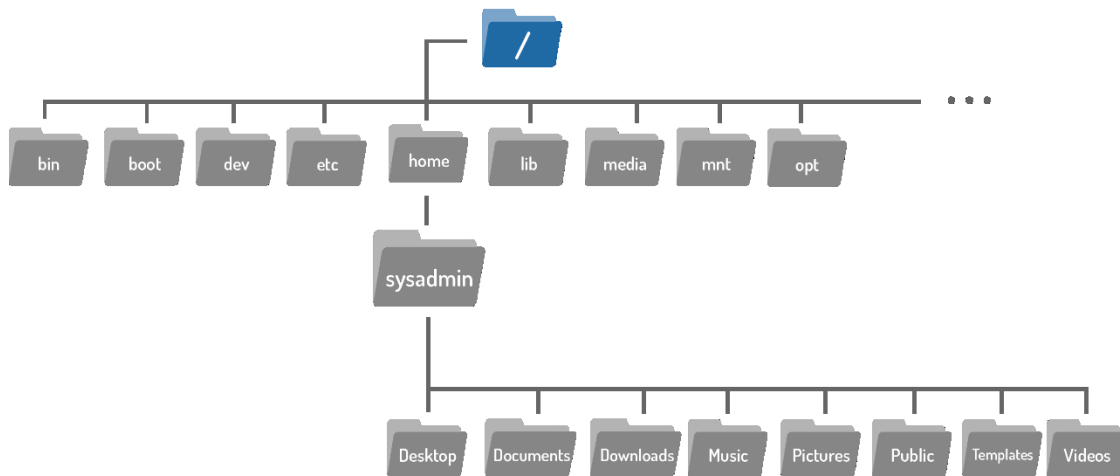 /
bin boot dev etc home lib media mnt opt
sysadmin
Desktop Documents Downloads Music Pictures Public Templates Videos